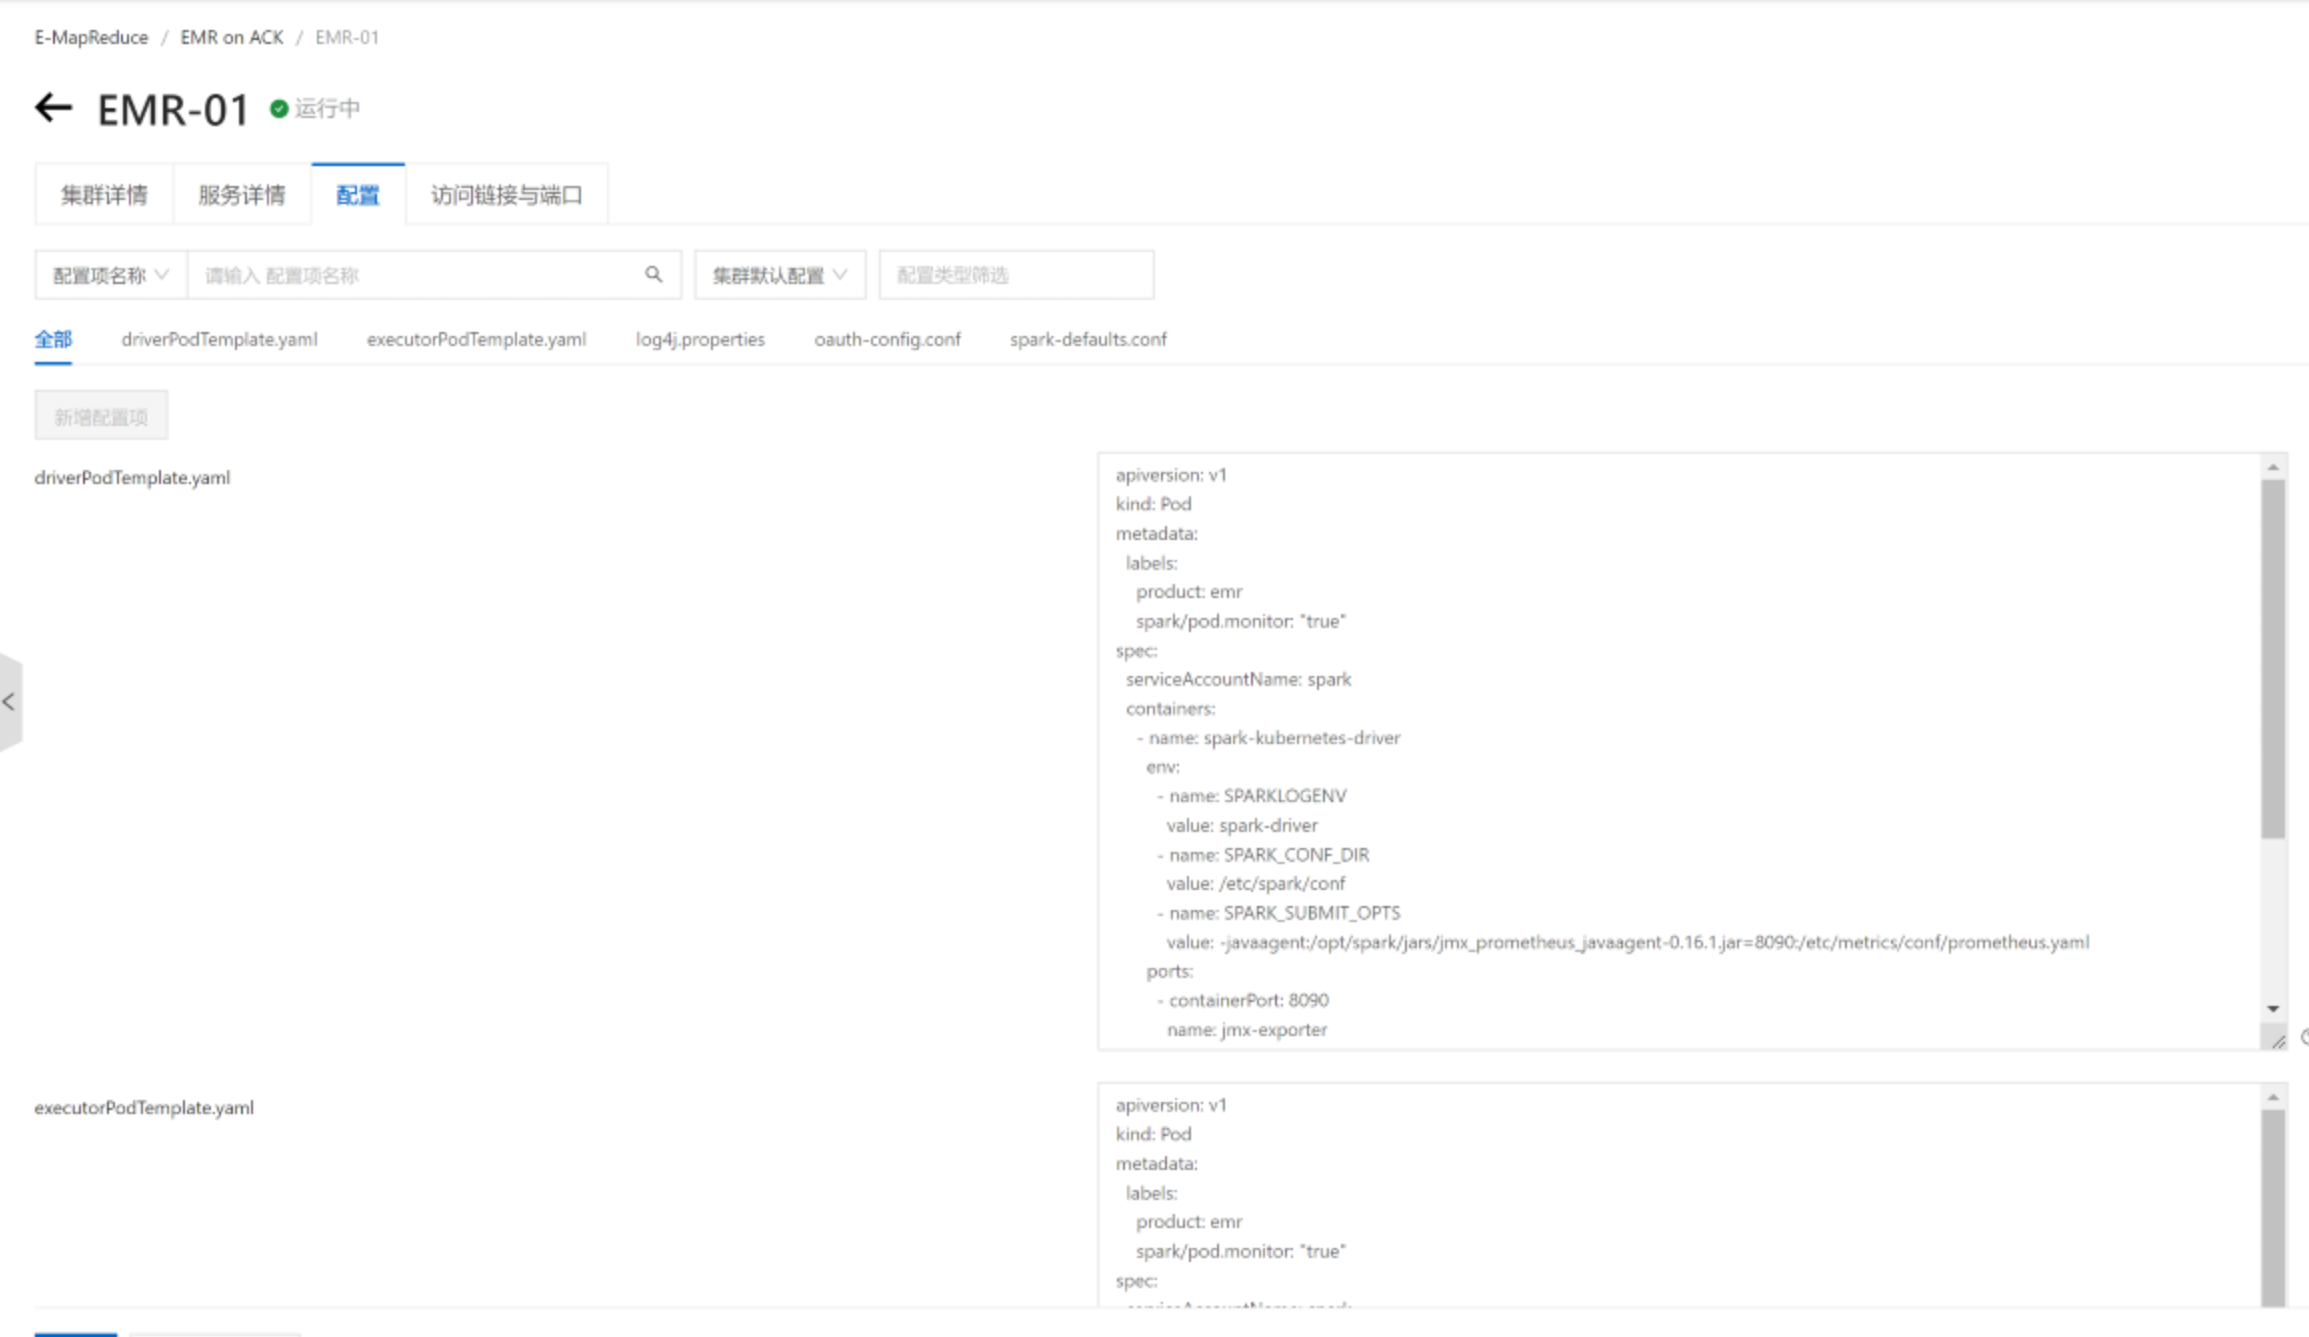 E-MapReduce / EMR on ACK / EMR-01
EMR-01 运行中
集群详情 服务详情 配置 访问链接与端口
配置项名称 请输入 配置项名称 集群默认配置 配置类型筛选
全部 driverPodTemplate.yaml executorPodTemplate.yaml log4j.properties oauth-config.conf spark-defaults.conf
新增配置项
driverPodTemplate.yaml
apiversion: v1
kind: Pod
metadata:
  labels:
    product: emr
    spark/pod.monitor: "true"
spec:
  serviceAccountName: spark
  containers:
    - name: spark-kubernetes-driver
      env:
        - name: SPARKLOGENV
          value: spark-driver
        - name: SPARK_CONF_DIR
          value: /etc/spark/conf
        - name: SPARK_SUBMIT_OPTS
          value: -javaagent:/opt/spark/jars/jmx_prometheus_javaagent-0.16.1.jar=8090:/etc/metrics/conf/prometheus.yaml
      ports:
        - containerPort: 8090
          name: jmx-exporter
executorPodTemplate.yaml
apiversion: v1
kind: Pod
metadata:
  labels:
    product: emr
    spark/pod.monitor: "true"
spec: